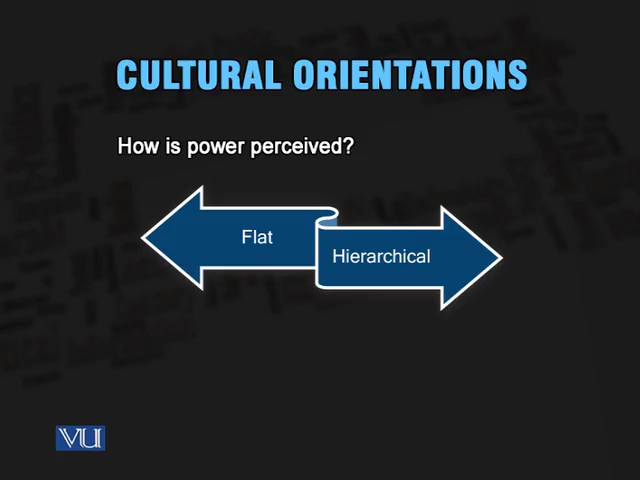 CULTURAL ORIENTATIONS
How is power perceived?
Flat
Hierarchical
VU